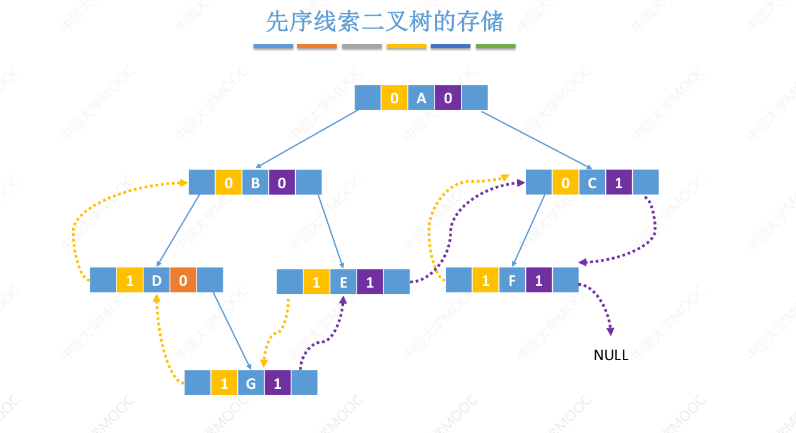 先序线索二叉树的存储
0 A 0
0 B 0
0 C 1
1 D 0
1 E 1
1 F 1
NULL
1 G 1
中国大学MOOC